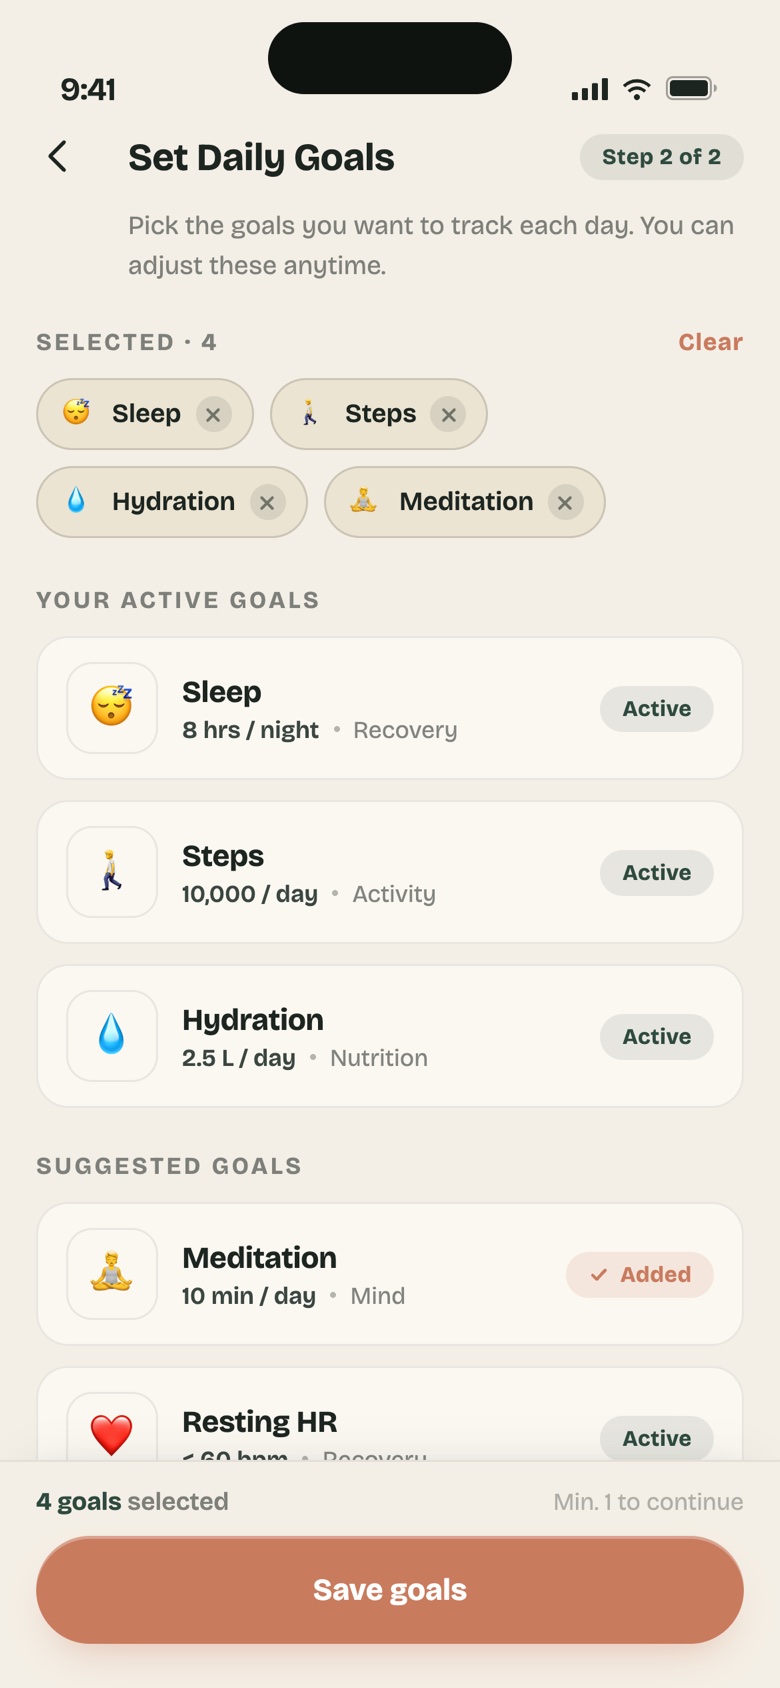 9:41
Set Daily Goals
Step 2 of 2
Pick the goals you want to track each day. You can
adjust these anytime.
SELECTED · 4
Clear
Sleep
Steps
Hydration
Meditation
YOUR ACTIVE GOALS
Sleep
8 hrs / night • Recovery
Active
Steps
10,000 / day • Activity
Active
Hydration
2.5 L / day • Nutrition
Active
SUGGESTED GOALS
Meditation
10 min / day • Mind
Added
Resting HR
< 60 bpm • Recovery
Active
4 goals selected
Min. 1 to continue
Save goals